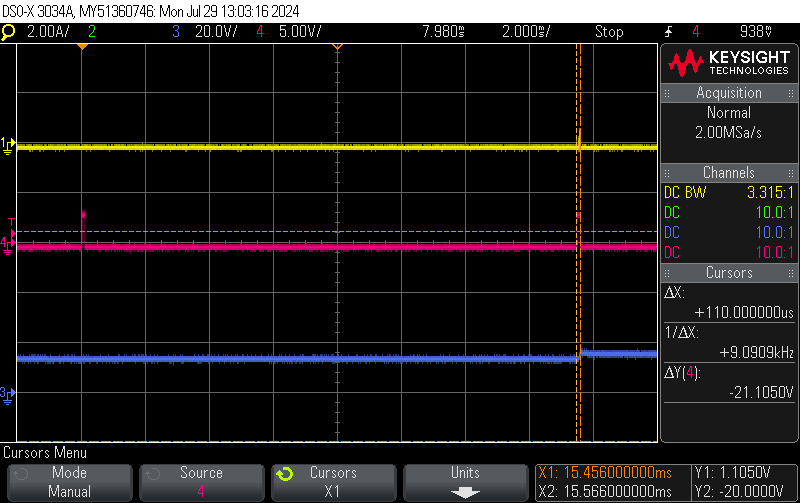 DSO-X 3034A, MY51360746: Mon Jul 29 13:03:16 2024
1 2.00A/ 2 3 20.0V/ 4 5.00V/ 7.980s 2.000s/ Stop 4 938V
KEYSIGHT
TECHNOLOGIES
Acquisition
Normal
2.00MSa/s
Channels
DC BW 3.315:1
DC 10.0:1
DC 10.0:1
DC 10.0:1
Cursors
ΔX:
+110.000000us
1/ΔX:
+9.0909kHz
ΔY(4):
-21.1050V
1
T
4
3
Cursors Menu
Mode
Manual
Source
4
Cursors
X1
Units
X1: 15.456000000ms
X2: 15.566000000ms
Y1: 1.1050V
Y2: -20.0000V